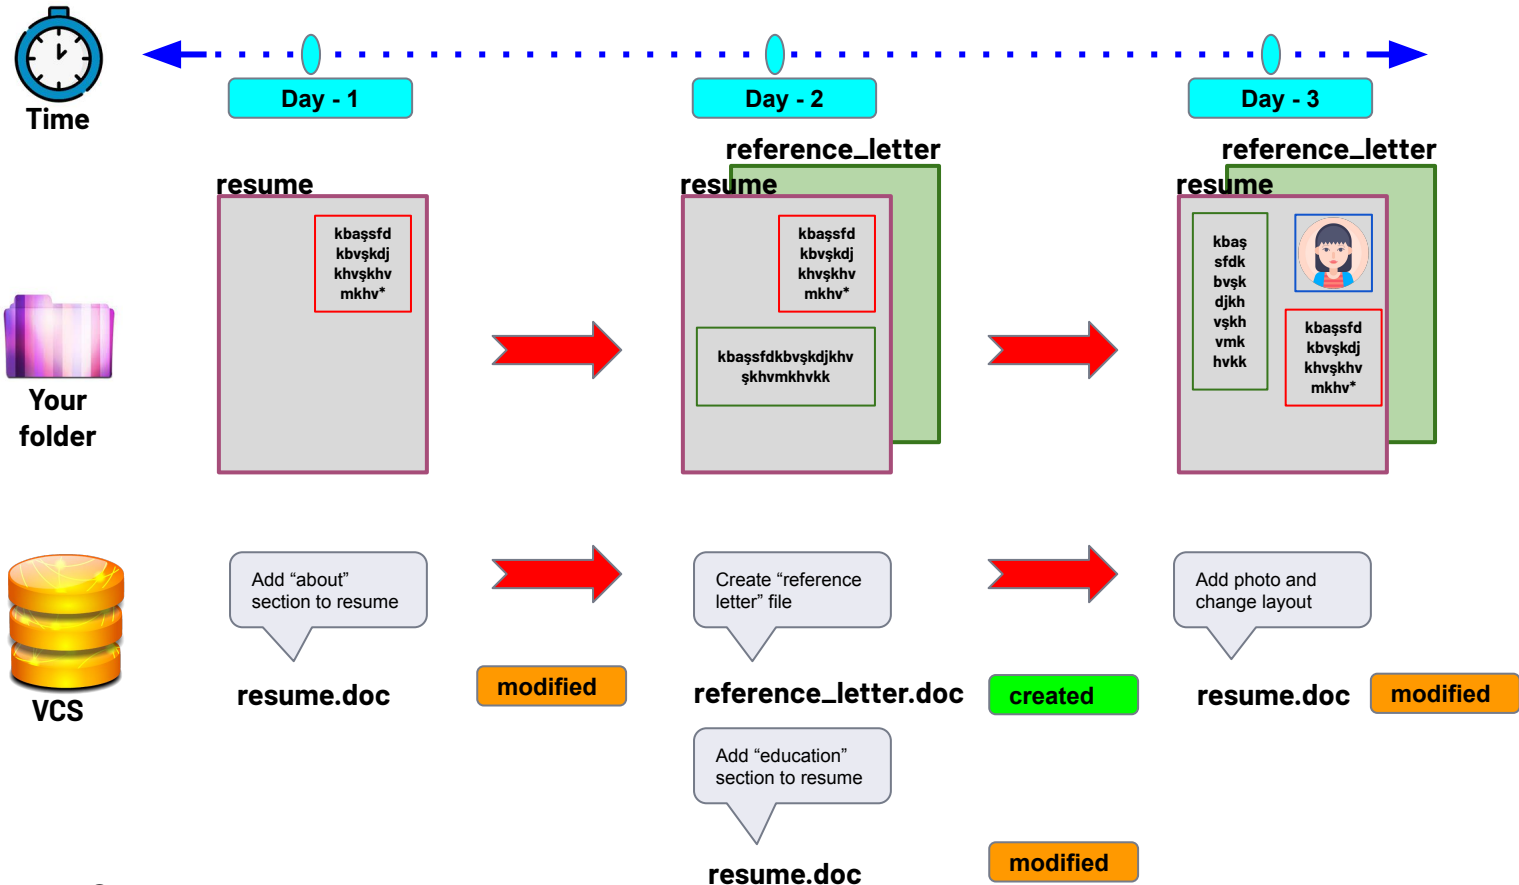 Time
Day - 1
Day - 2
Day - 3
resume
reference_letter
resume
reference_letter
resume
kbaşsfd
kbvşkdj
khvşkhv
mkhv*
kbaşsfd
kbvşkdj
khvşkhv
mkhv*
kbaşsfdkbvşkdjkhv
şkhvmkhvkk
kbaş
sfdk
bvşk
djkh
vşkh
vmk
hvkk
kbaşsfd
kbvşkdj
khvşkhv
mkhv*
Your
folder
VCS
Add “about”
section to resume
resume.doc
modified
Create “reference
letter” file
reference_letter.doc
created
Add “education”
section to resume
resume.doc
modified
Add photo and
change layout
resume.doc
modified